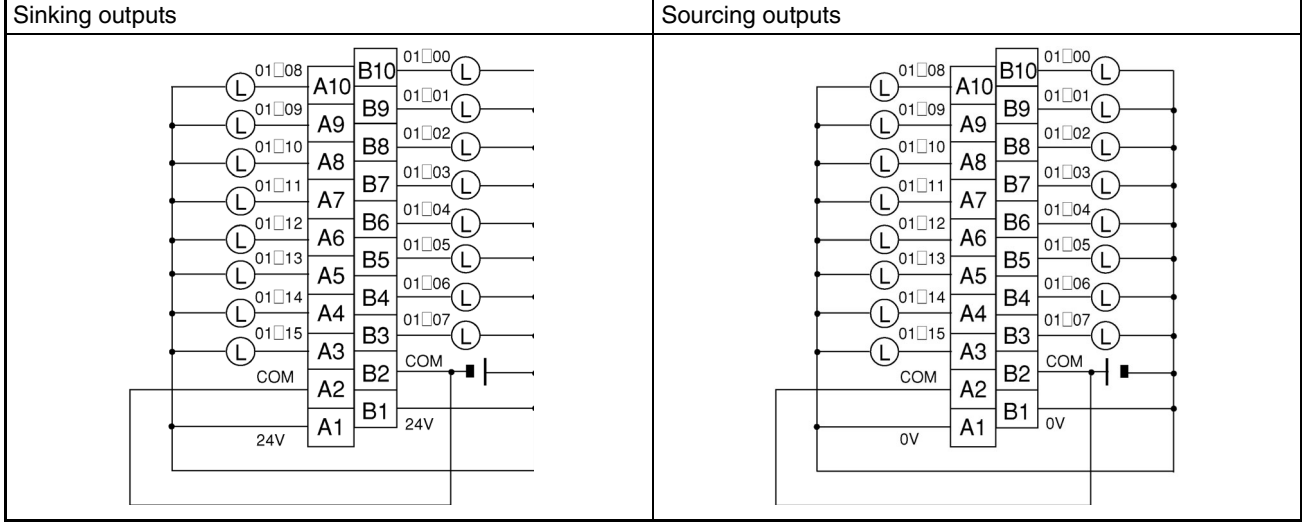 Sinking outputs
Sourcing outputs
01□08
A10
B10
01□00
L
L
01□09
A9
B9
01□01
L
L
01□10
A8
B8
01□02
L
L
01□11
A7
B7
01□03
L
L
01□12
A6
B6
01□04
L
L
01□13
A5
B5
01□05
L
L
01□14
A4
B4
01□06
L
L
01□15
A3
B3
01□07
L
L
COM
A2
B2
COM
24V
A1
B1
24V
01□08
A10
B10
01□00
L
L
01□09
A9
B9
01□01
L
L
01□10
A8
B8
01□02
L
L
01□11
A7
B7
01□03
L
L
01□12
A6
B6
01□04
L
L
01□13
A5
B5
01□05
L
L
01□14
A4
B4
01□06
L
L
01□15
A3
B3
01□07
L
L
COM
A2
B2
COM
0V
A1
B1
0V